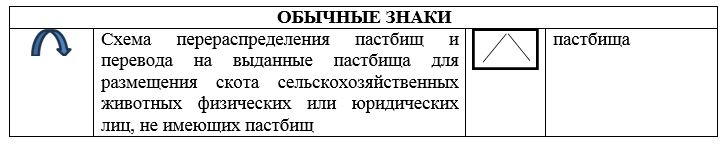 ОБЫЧНЫЕ ЗНАКИ
Схема перераспределения пастбищ и
перевода на выданные пастбища для
размещения скота сельскохозяйственных
животных физических или юридических
лиц, не имеющих пастбищ
пастбища